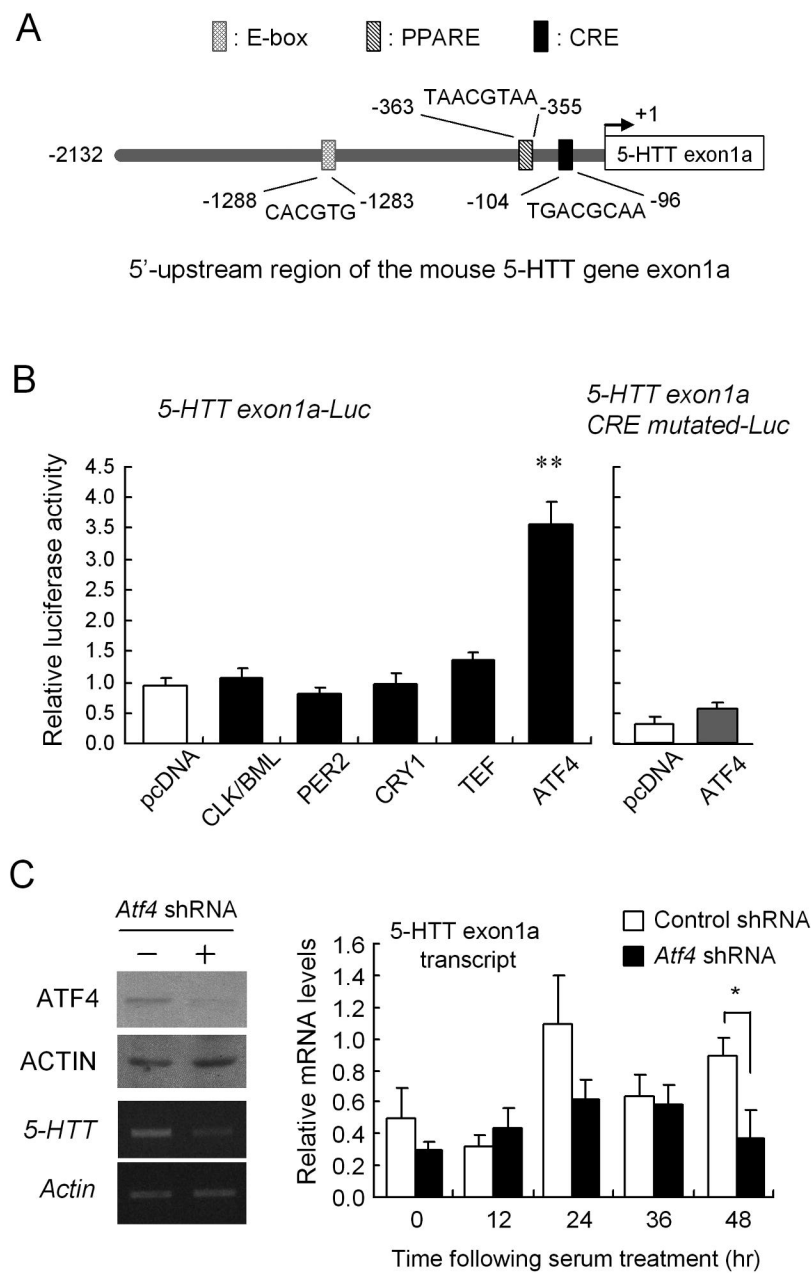 A
: E-box : PPARE : CRE
TAACGTAA
-363 -355
+1
-2132
5-HTT exon1a
-1288 -1283 -104 -96
CACGTG TGACGCAA
5'-upstream region of the mouse 5-HTT gene exon1a
B
5-HTT exon1a-Luc
5-HTT exon1a
CRE mutated-Luc
Relative luciferase activity
4.5
4.0
3.5
3.0
2.5
2.0
1.5
1.0
0.5
0.0
**
pcDNA
CLK/BML
PER2
CRY1
TEF
ATF4
pcDNA
ATF4
C
Atf4 shRNA
− +
ATF4
ACTIN
5-HTT
Actin
5-HTT exon1a
transcript
Control shRNA
Atf4 shRNA
Relative mRNA levels
1.6
1.4
1.2
1.0
0.8
0.6
0.4
0.2
0.0
*
0 12 24 36 48
Time following serum treatment (hr)